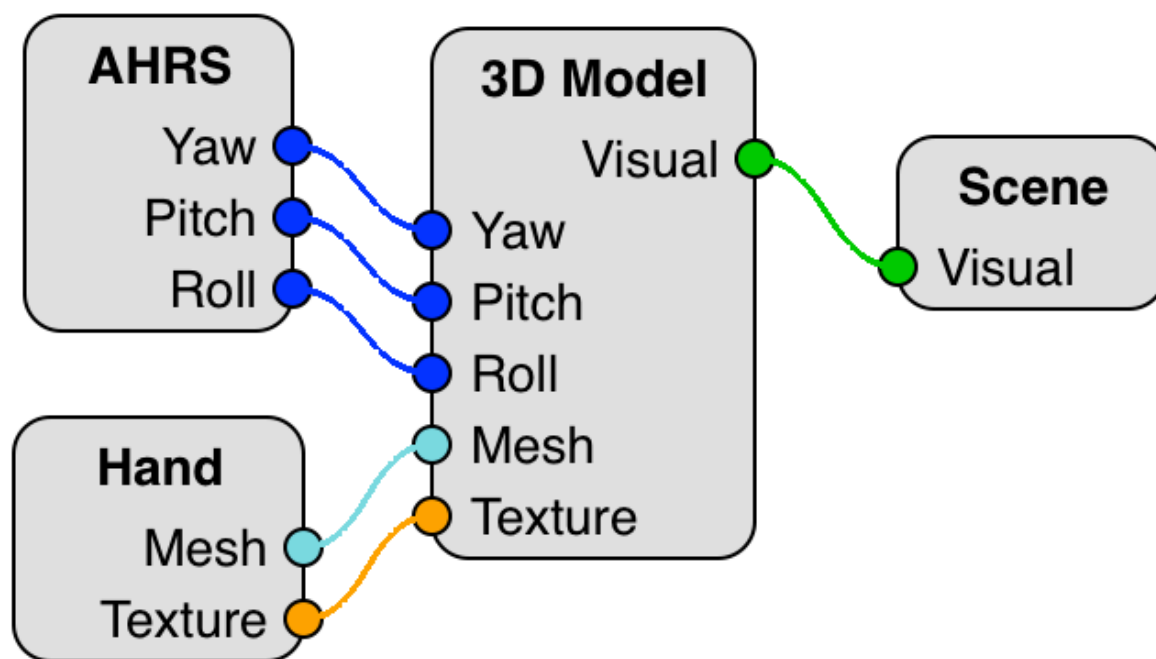 AHRS
Yaw
Pitch
Roll
Hand
Mesh
Texture
3D Model
Visual
Yaw
Pitch
Roll
Mesh
Texture
Scene
Visual